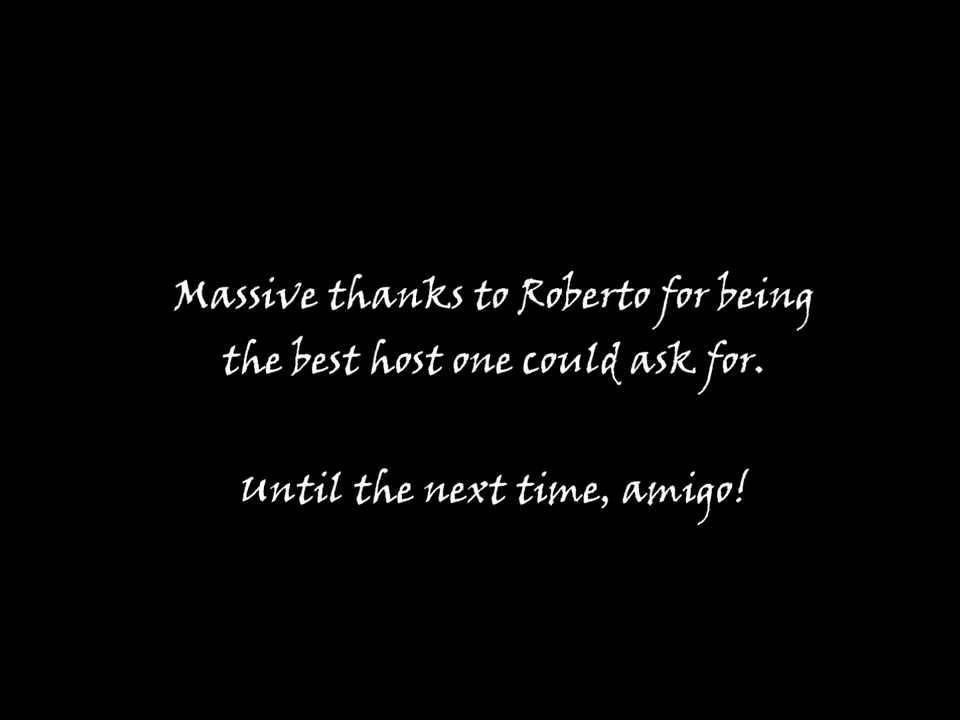 Massive thanks to Roberto for being
the best host one could ask for.
Until the next time, amigo!